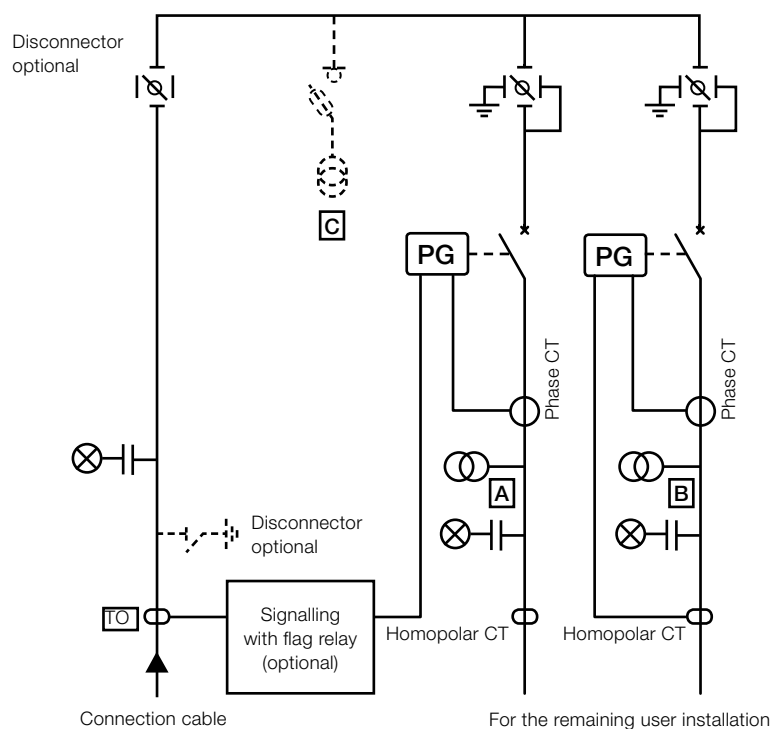 Disconnector
optional
C
PG
PG
Phase CT
Phase CT
A
B
Disconnector
optional
TO
Signalling
with flag relay
(optional)
Homopolar CT
Homopolar CT
Connection cable
For the remaining user installation